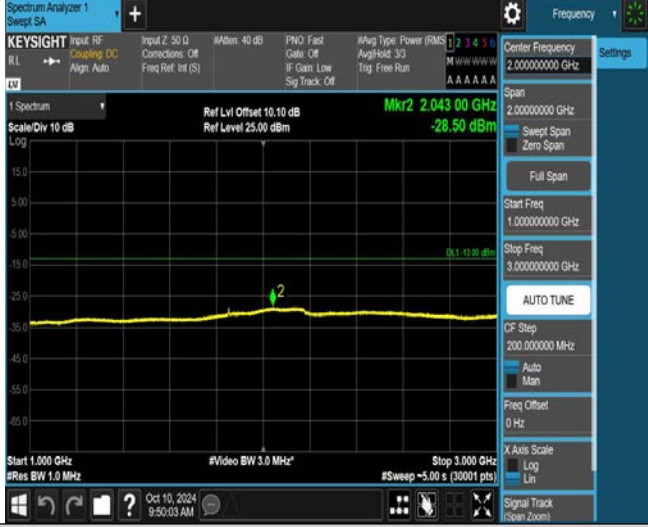 Spectrum Analyzer 1
Swept SA
+
Frequency
KEYSIGHT
RL
Input: RF
Coupling: DC
Align: Auto
Input Z: 50 Ω
Corrections: Off
Freq Ref: Int (S)
#Atten: 40 dB
PNO: Fast
Gate: Off
IF Gain: Low
Sig Track: Off
#Avg Type: Power (RMS
Avg|Hold: 3/3
Trig: Free Run
1 2 3 4 5 6
M W W W W W
A A A A A A
LV
1 Spectrum
Scale/Div 10 dB
Ref Lvl Offset 10.10 dB
Ref Level 25.00 dBm
Mkr2 2.043 00 GHz
-28.50 dBm
Log
15.0
5.00
-5.00
-15.0
-25.0
-35.0
-45.0
-55.0
-65.0
DL1 -13.00 dBm
2
Start 1.000 GHz
#Res BW 1.0 MHz
#Video BW 3.0 MHz*
Stop 3.000 GHz
#Sweep ~5.00 s (30001 pts)
?
Oct 10, 2024
9:50:03 AM
Center Frequency
2.000000000 GHz
Settings
Span
2.00000000 GHz
Swept Span
Zero Span
Full Span
Start Freq
1.000000000 GHz
Stop Freq
3.000000000 GHz
AUTO TUNE
CF Step
200.000000 MHz
Auto
Man
Freq Offset
0 Hz
X Axis Scale
Log
Lin
Signal Track
(Span Zoom)